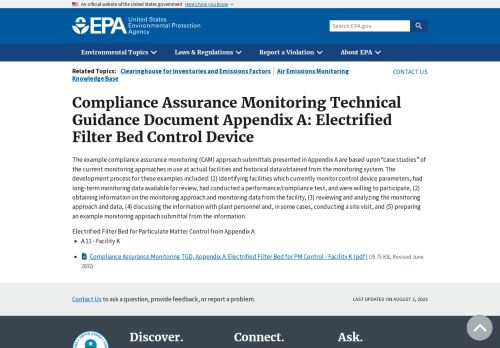 An official website of the United States government Here's how you know
EPA United States
Environmental Protection
Agency
Search EPA.gov
Environmental Topics Laws & Regulations Report a Violation About EPA
Related Topics: Clearinghouse for Inventories and Emissions Factors | Air Emissions Monitoring
Knowledge Base
CONTACT US
Compliance Assurance Monitoring Technical
Guidance Document Appendix A: Electrified
Filter Bed Control Device
The example compliance assurance monitoring (CAM) approach submittals presented in Appendix A are based upon “case studies” of
the current monitoring approaches in use at actual facilities and historical data obtained from the monitoring system. The
development process for these examples included: (1) identifying facilities which currently monitor control device parameters, had
long-term monitoring data available for review, had conducted a performance/compliance test, and were willing to participate, (2)
obtaining information on the monitoring approach and monitoring data from the facility, (3) reviewing and analyzing the monitoring
approach and data, (4) discussing the information with plant personnel and, in some cases, conducting a site visit, and (5) preparing
an example monitoring approach submittal from the information.
Electrified Filter Bed for Particulate Matter Control from Appendix A:
• A.11 - Facility K
• Compliance Assurance Monitoring TGD, Appendix A: Electrified Filter Bed for PM Control - Facility K (pdf) (35.75 KB, Revised June
2002)
Contact Us to ask a question, provide feedback, or report a problem.
LAST UPDATED ON AUGUST 2, 2023
Discover. Connect. Ask.